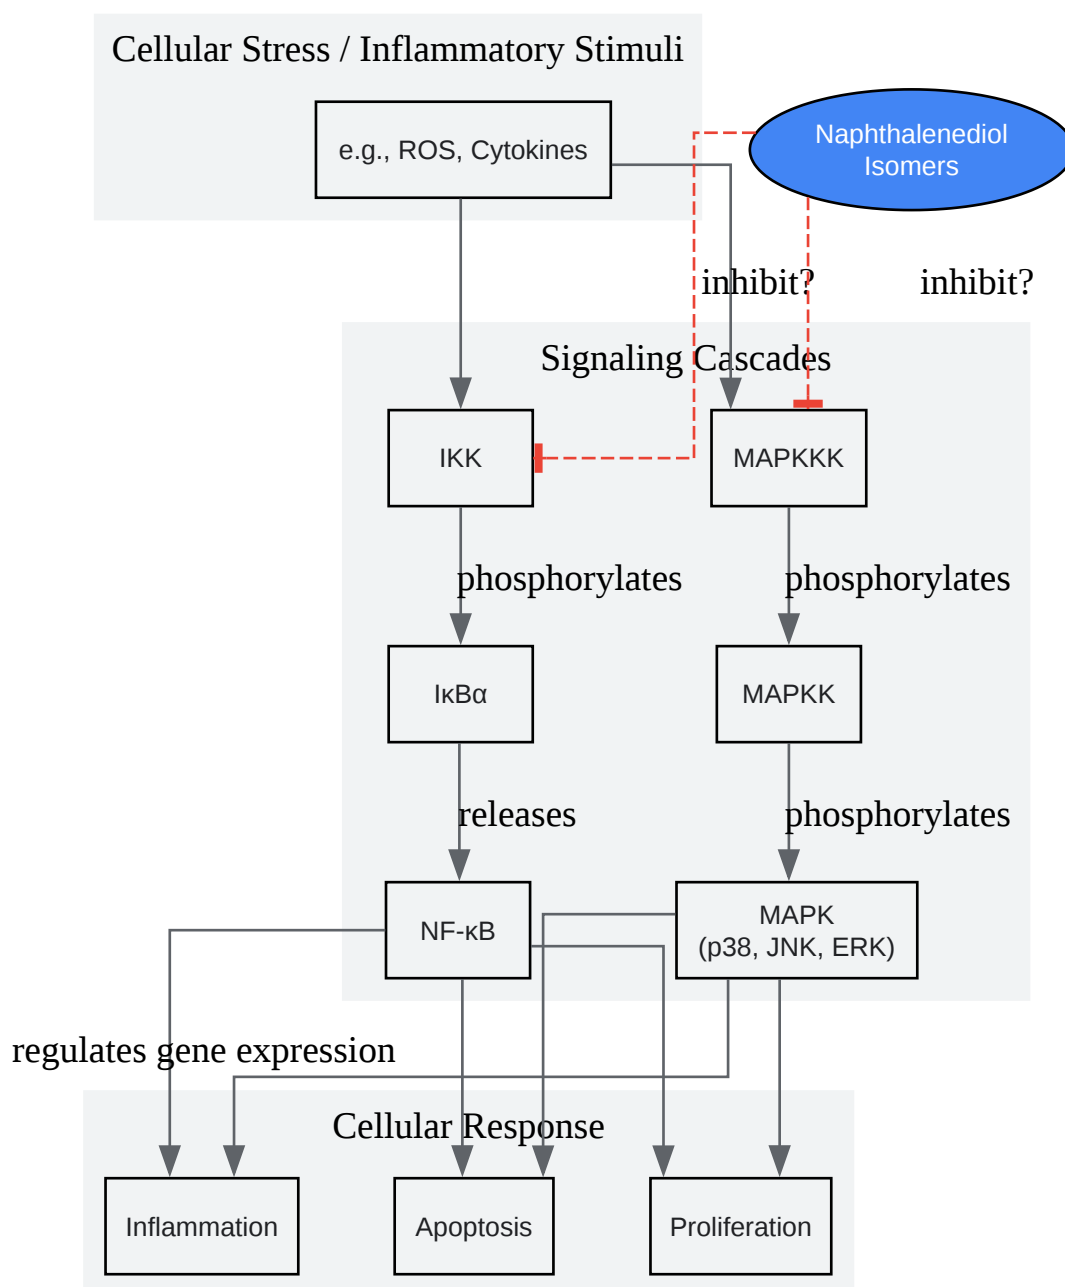 Cellular Stress / Inflammatory Stimuli
e.g., ROS, Cytokines
Naphthalenediol
Isomers
inhibit?
inhibit?
Signaling Cascades
IKK
MAPKKK
phosphorylates
phosphorylates
IκBα
MAPKK
releases
phosphorylates
NF-κB
MAPK
(p38, JNK, ERK)
regulates gene expression
Cellular Response
Inflammation
Apoptosis
Proliferation